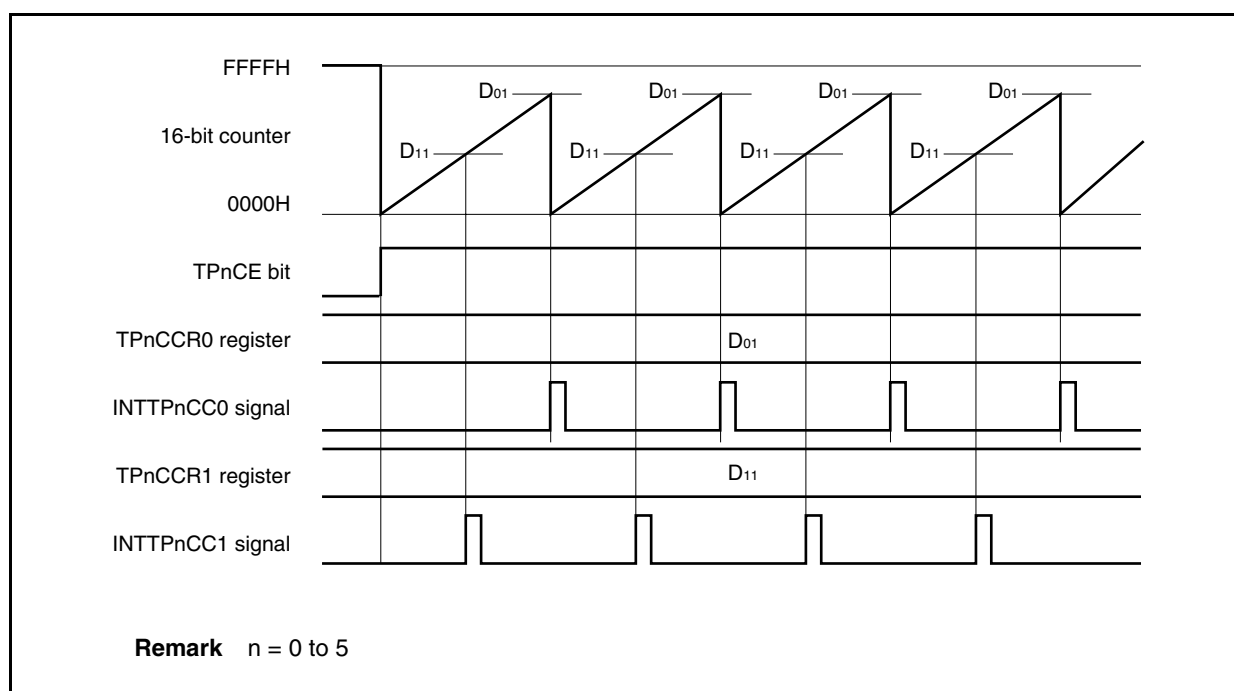 FFFFH
D01 D01 D01 D01
16-bit counter
D11 D11 D11 D11
0000H
TPnCE bit
TPnCCR0 register
D01
INTTPnCC0 signal
TPnCCR1 register
D11
INTTPnCC1 signal
Remark n = 0 to 5